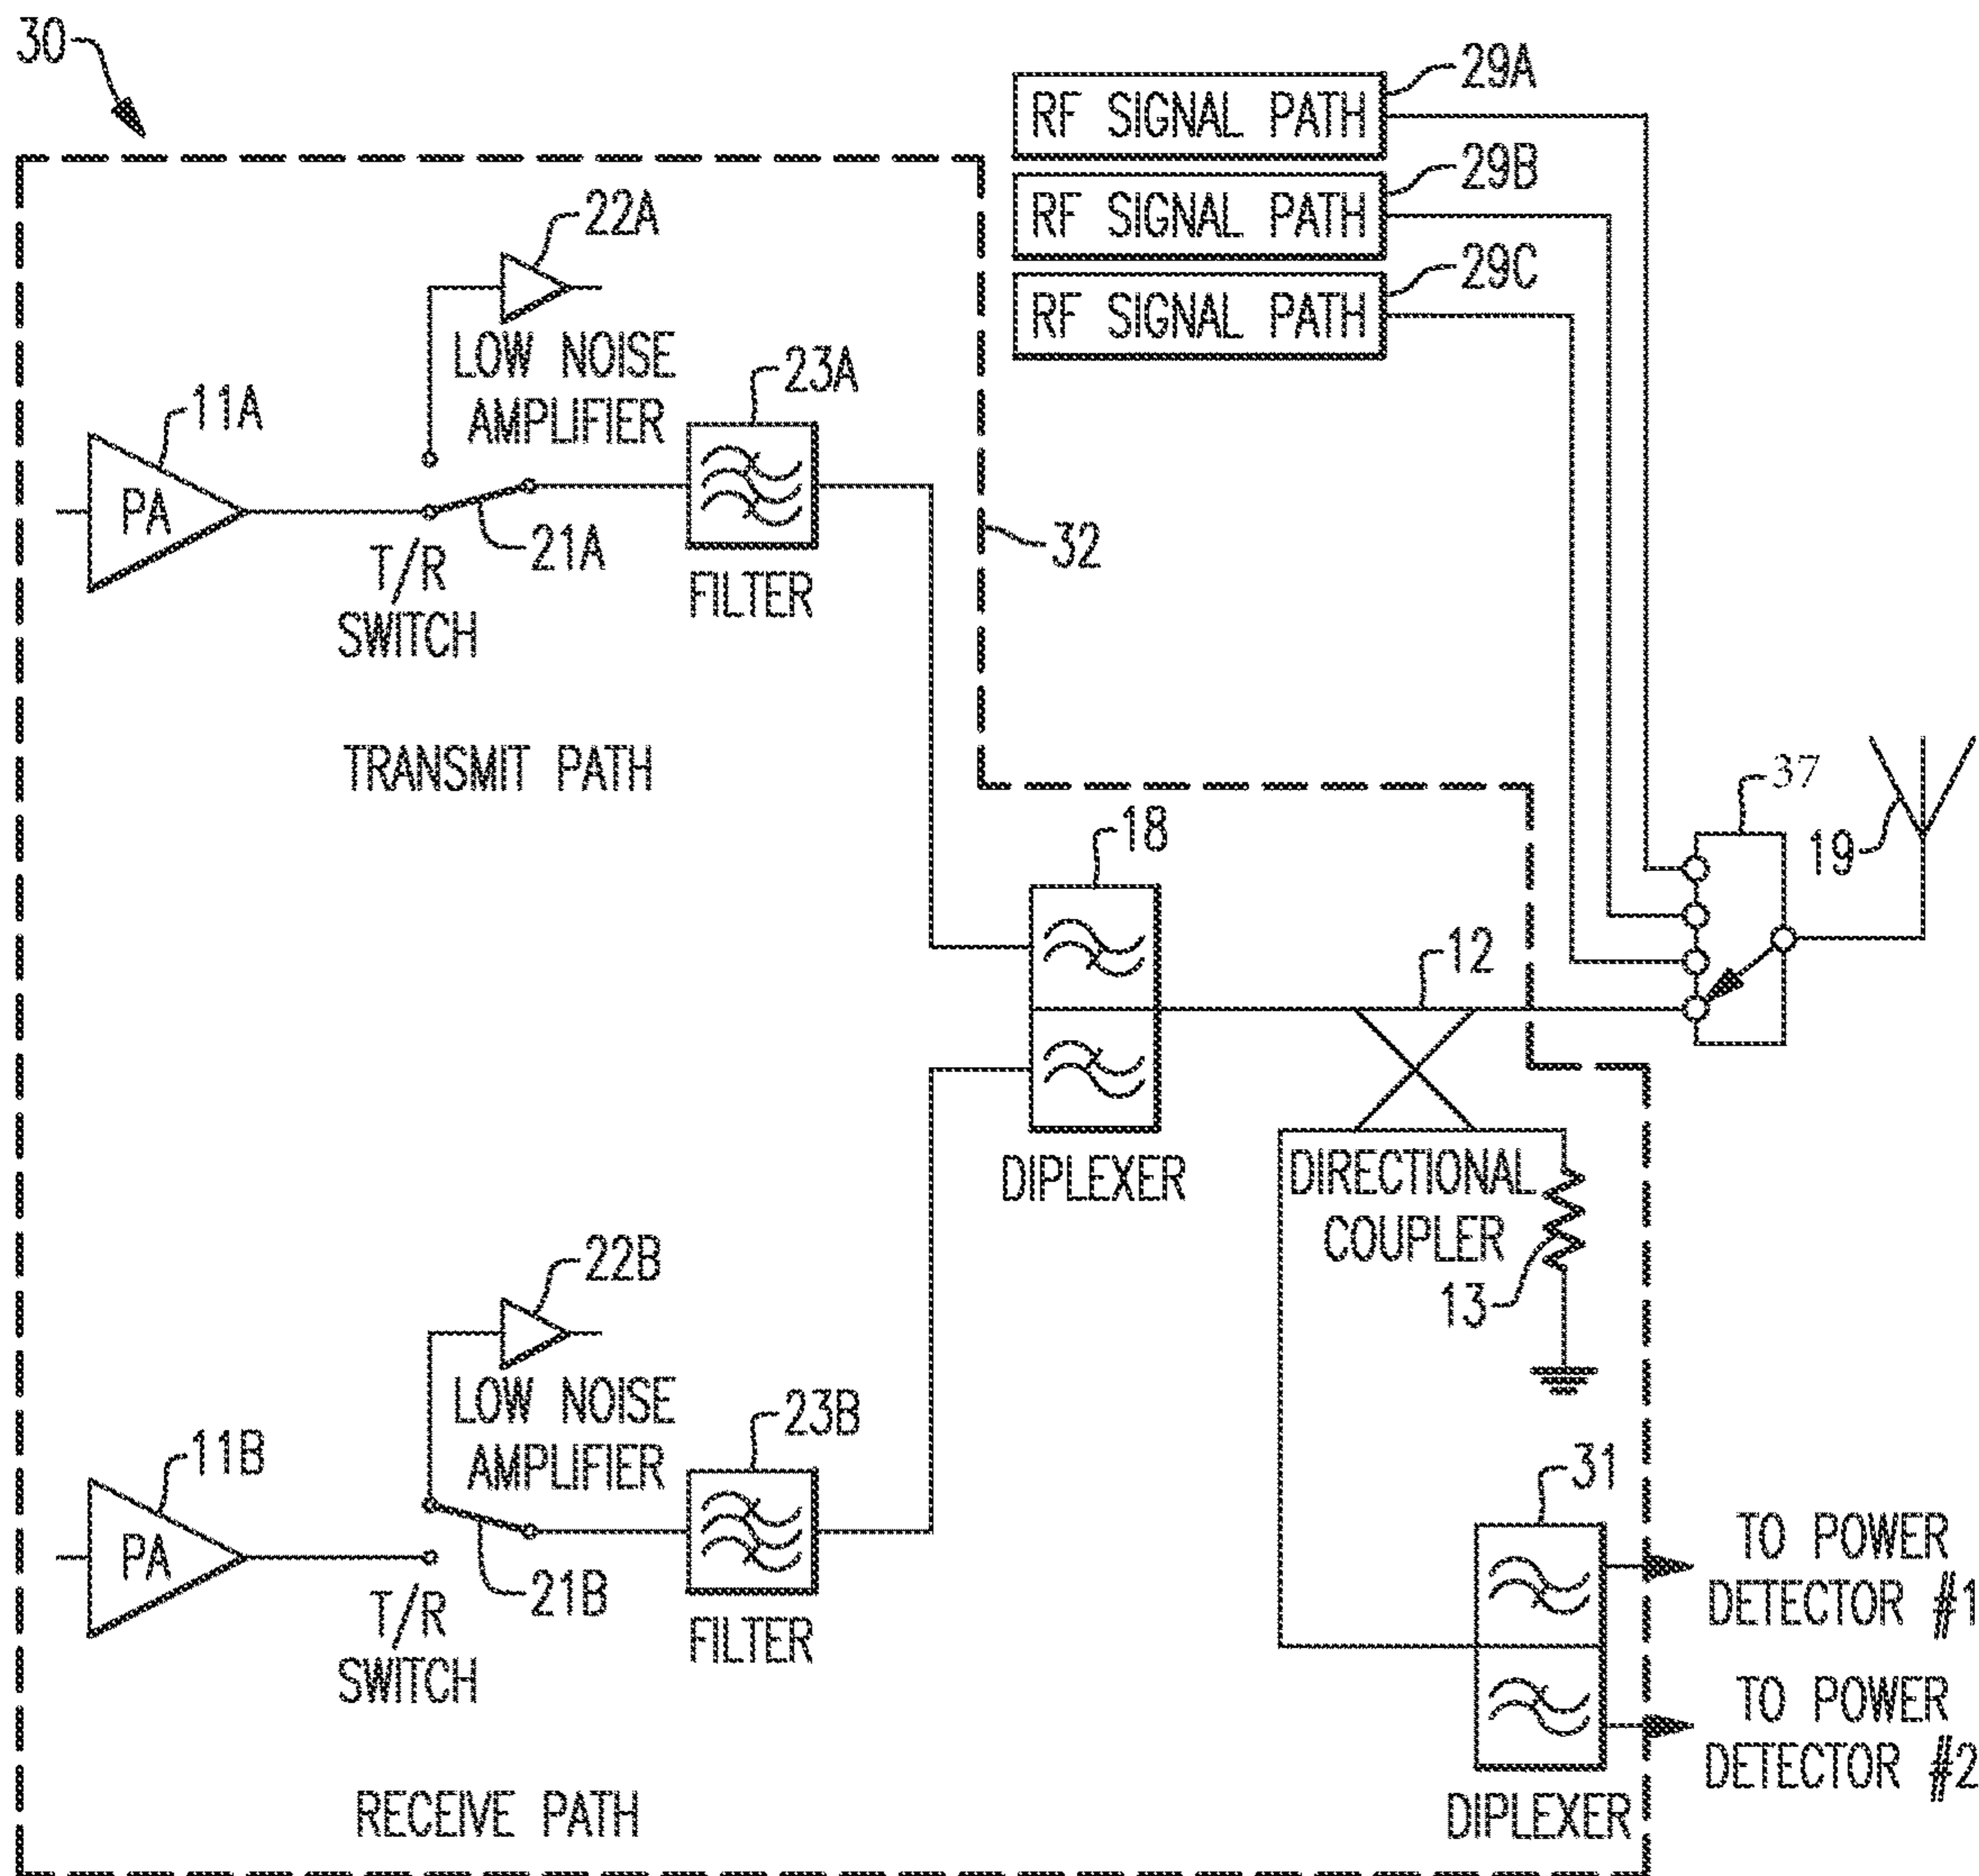 30
RF SIGNAL PATH
29A
RF SIGNAL PATH
29B
RF SIGNAL PATH
29C
22A
LOW NOISE
AMPLIFIER
23A
11A
PA
21A
T/R
SWITCH
FILTER
32
TRANSMIT PATH
37
19
18
12
DIPLEXER
DIRECTIONAL
COUPLER
13
22B
LOW NOISE
AMPLIFIER
23B
11B
PA
21B
T/R
SWITCH
FILTER
31
TO POWER
DETECTOR #1
TO POWER
DETECTOR #2
DIPLEXER
RECEIVE PATH